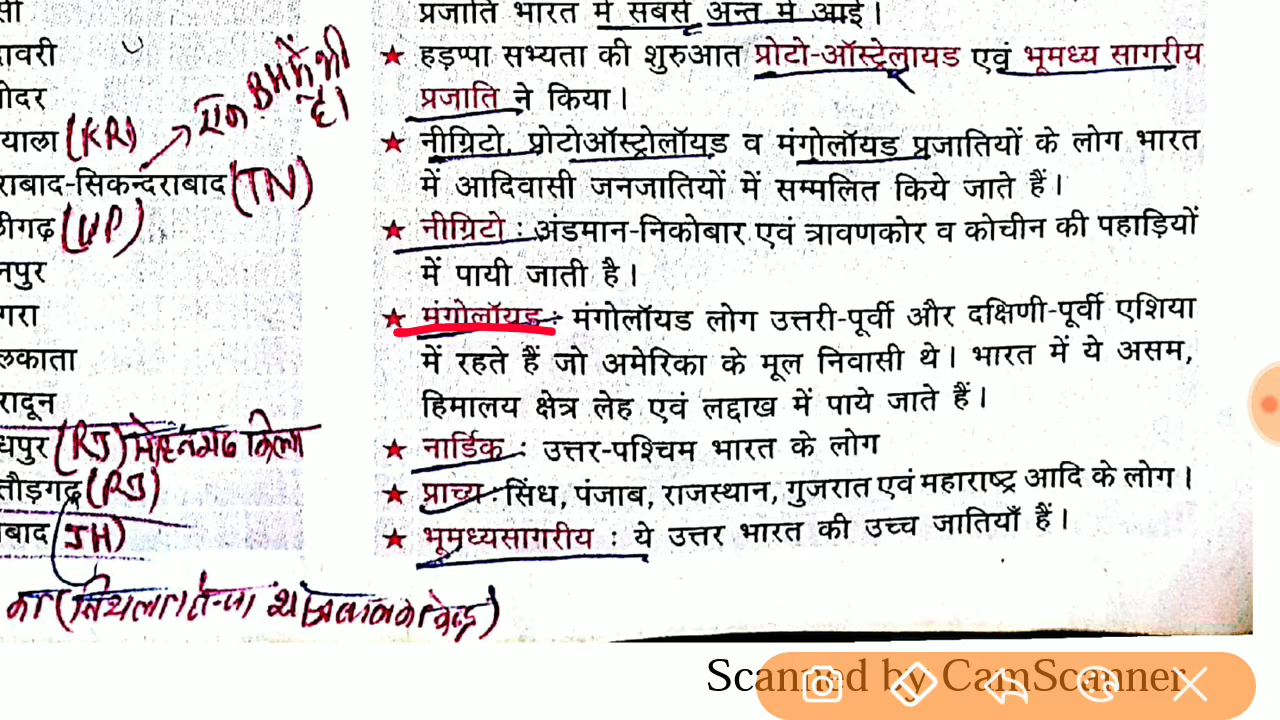 सी
ावरी
ोदर
याला (KR)
राबाद-सिकन्दराबाद (TN)
ीगढ़ (UP)
नपुर
गरा
लकाता
रादून
धपुर (RJ)
तौड़गढ़ (RJ)
बाद (JH)
प्रजाति भारत में सबसे अन्त में आई।
★ हड़प्पा सभ्यता की शुरुआत प्रोटो-ऑस्ट्रेलायड एवं भूमध्य सागरीय
प्रजाति ने किया।
★ नीग्रिटो, प्रोटोऑस्ट्रोलॉयड व मंगोलॉयड प्रजातियों के लोग भारत
में आदिवासी जनजातियों में सम्मलित किये जाते हैं।
★ नीग्रिटो : अंडमान-निकोबार एवं त्रावणकोर व कोचीन की पहाड़ियों
में पायी जाती है।
★ मंगोलॉयड : मंगोलॉयड लोग उत्तरी-पूर्वी और दक्षिणी-पूर्वी एशिया
में रहते हैं जो अमेरिका के मूल निवासी थे। भारत में ये असम,
हिमालय क्षेत्र लेह एवं लद्दाख में पाये जाते हैं।
★ नार्डिक : उत्तर-पश्चिम भारत के लोग
★ प्राच्य : सिंध, पंजाब, राजस्थान, गुजरात एवं महाराष्ट्र आदि के लोग।
★ भूमध्यसागरीय : ये उत्तर भारत की उच्च जातियाँ हैं।
Scanned by CamScanner